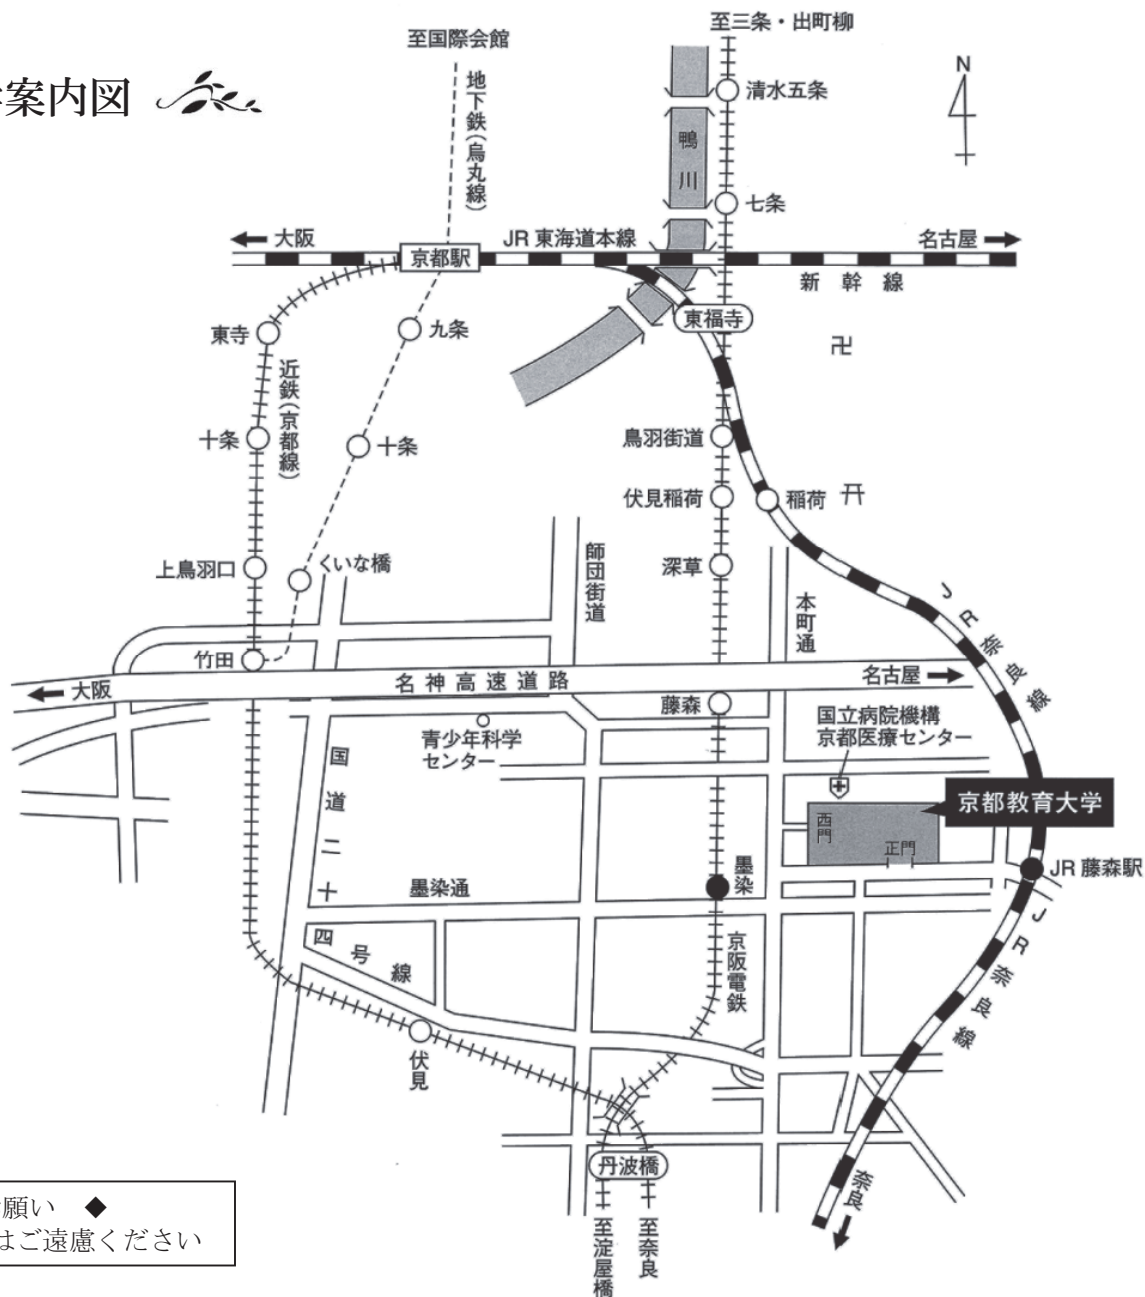 至三条・出町柳
至国際会館
案内図
N
清水五条
地下鉄(烏丸線)
鴨川
七条
大阪
JR 東海道本線
名古屋
京都駅
新幹線
東福寺
東寺
九条
卍
近鉄(京都線)
十条
十条
鳥羽街道
伏見稲荷
稲荷
師団街道
深草
上鳥羽口
くいな橋
本町通
JR奈良線
竹田
大阪
名神高速道路
名古屋
藤森
国立病院機構
京都医療センター
青少年科学
センター
国道二十四号線
京都教育大学
西門
正門
墨染
JR 藤森駅
墨染通
JR奈良線
京阪電鉄
伏見
丹波橋
奈良
願い ◆
はご遠慮ください
至淀屋橋
至奈良